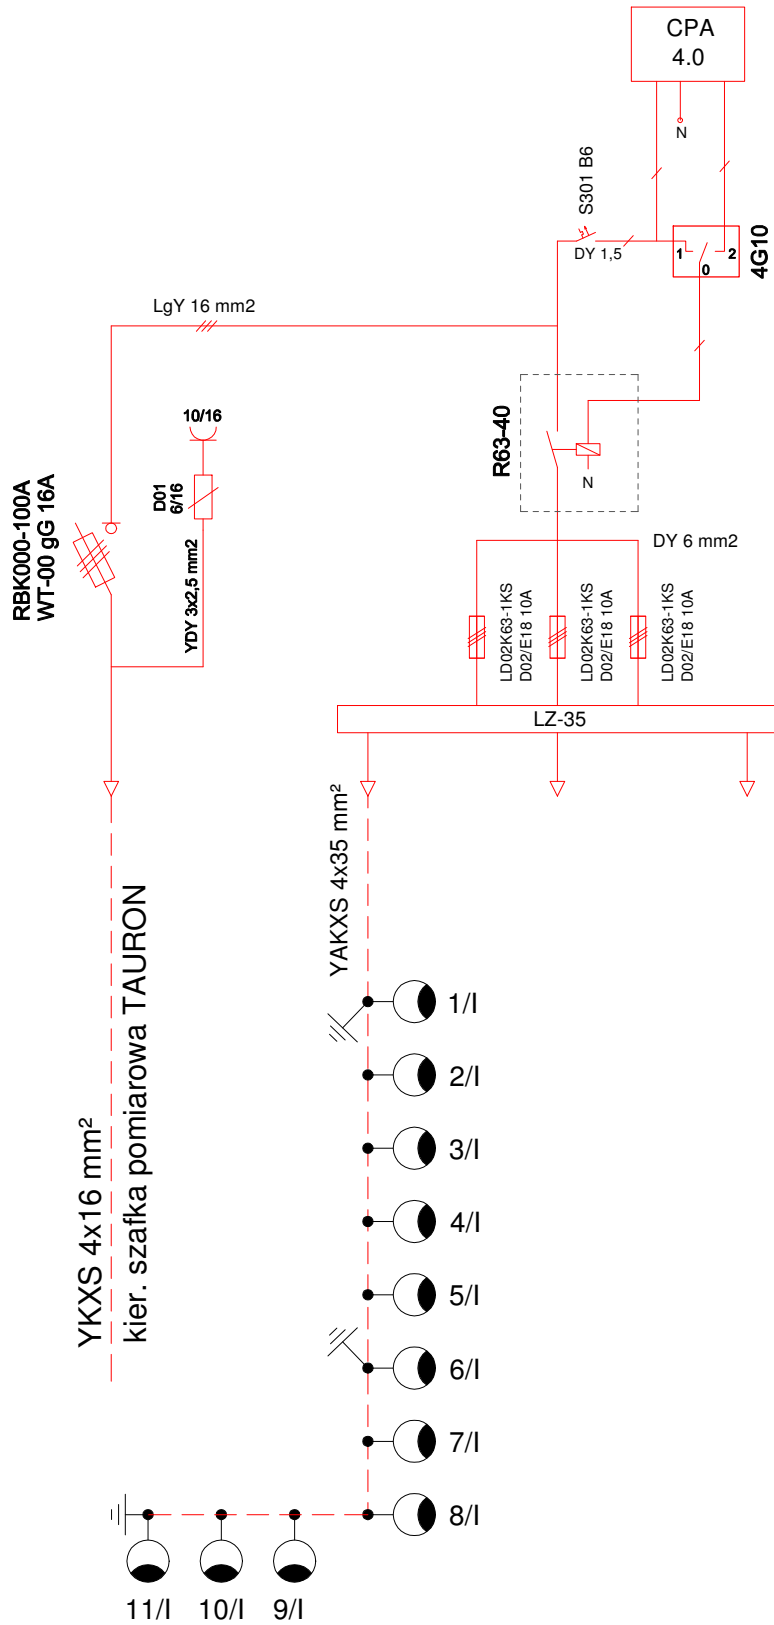 CPA
4.0
N
S301 B6
DY 1,5
1
0
2
4G10
LgY 16 mm2
10/16
D01
6/16
YDY 3x2,5 mm2
RBK000-100A
WT-00 gG 16A
R63-40
N
DY 6 mm2
LD02K63-1KS
D02/E18 10A
LD02K63-1KS
D02/E18 10A
LD02K63-1KS
D02/E18 10A
LZ-35
YKXS 4x16 mm²
kier. szafka pomiarowa TAURON
YAKXS 4x35 mm²
1/I
2/I
3/I
4/I
5/I
6/I
7/I
8/I
11/I
10/I
9/I